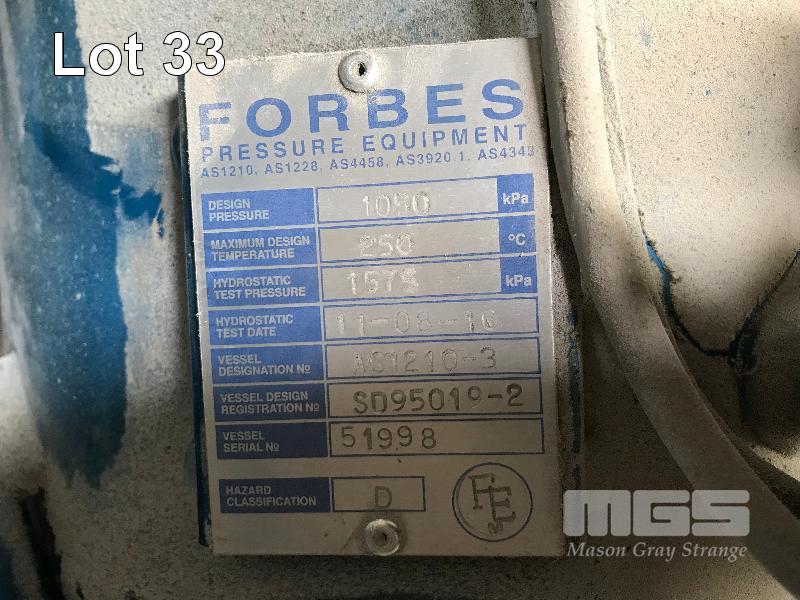 Lot 33
FORBES
PRESSURE EQUIPMENT
AS1210, AS1228, AS4458, AS3920.1, AS4343
DESIGN PRESSURE 1050 kPa
MAXIMUM DESIGN TEMPERATURE 250 °C
HYDROSTATIC TEST PRESSURE 1575 kPa
HYDROSTATIC TEST DATE 11-08-16
VESSEL DESIGNATION Nº AS1210-3
VESSEL DESIGN REGISTRATION Nº SD95019-2
VESSEL SERIAL Nº 51998
HAZARD CLASSIFICATION D
FE
MGS
Mason Gray Strange